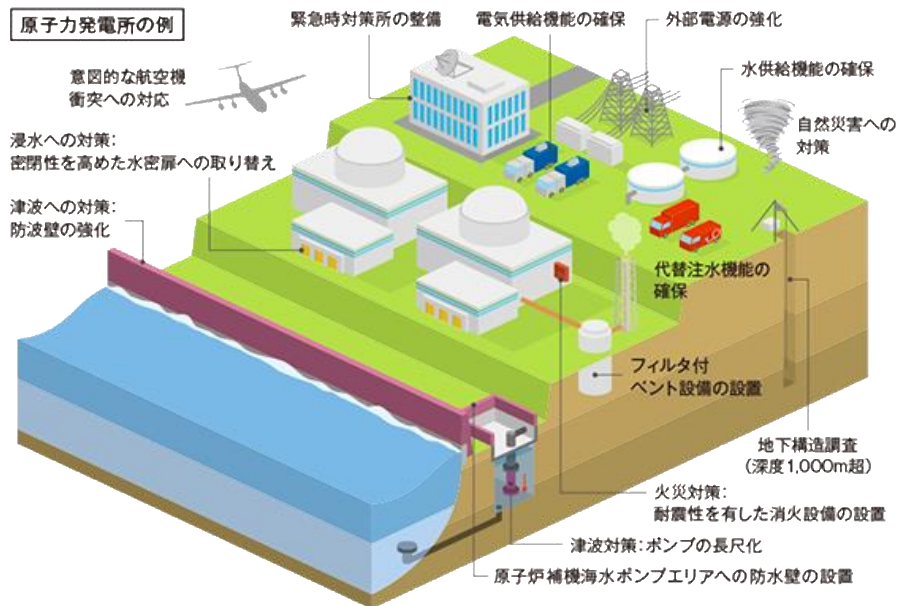 原子力発電所の例
緊急時対策所の整備
電気供給機能の確保
外部電源の強化
水供給機能の確保
意図的な航空機
衝突への対応
自然災害への
対策
浸水への対策：
密閉性を高めた水密扉への取り替え
津波への対策：
防波壁の強化
代替注水機能の
確保
フィルタ付
ベント設備の設置
地下構造調査
（深度1,000m超）
火災対策：
耐震性を有した消火設備の設置
津波対策：ポンプの長尺化
原子炉補機海水ポンプエリアへの防水壁の設置